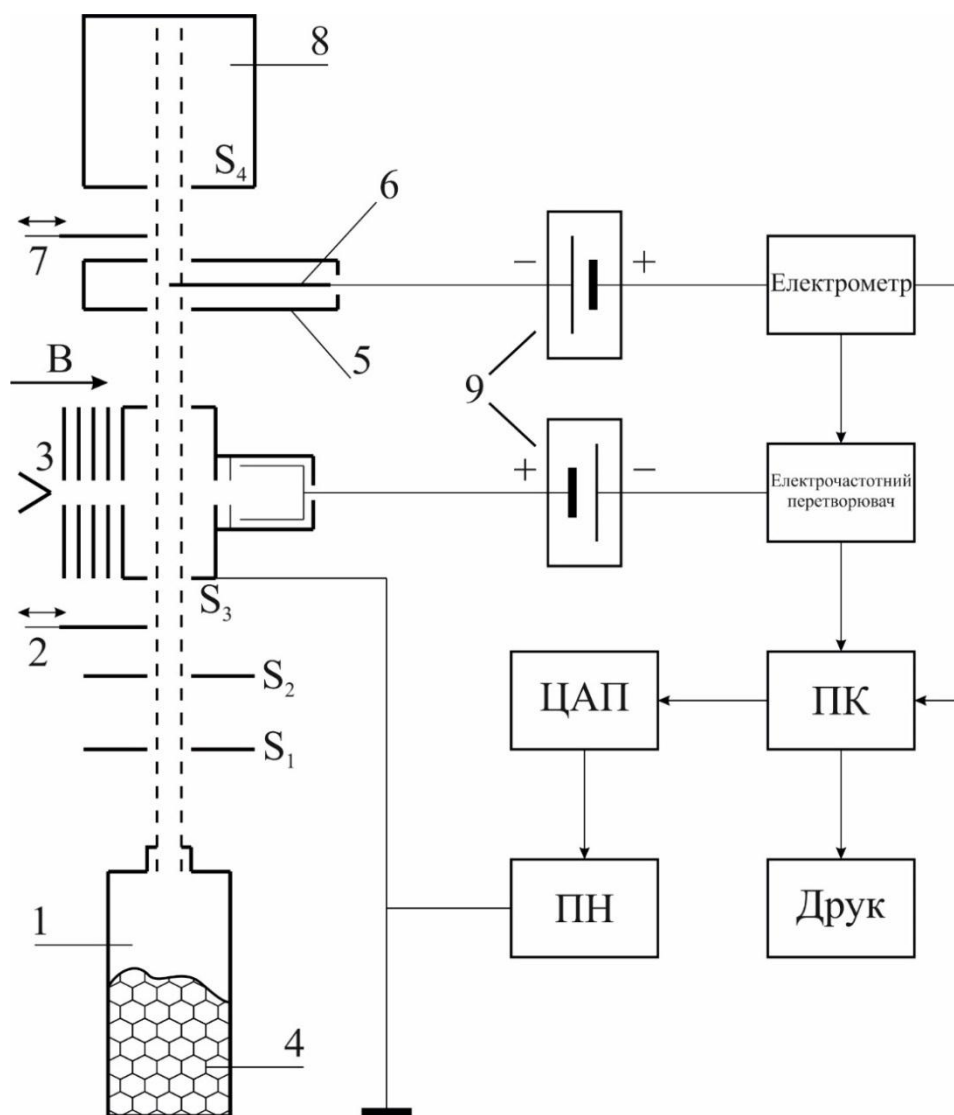 8
S₄
6
7
− +
Електрометр
5
B
9
3
+ −
Електрочастотний
перетворювач
S₃
2
S₂
ЦАП
ПК
S₁
1
ПН
Друк
4